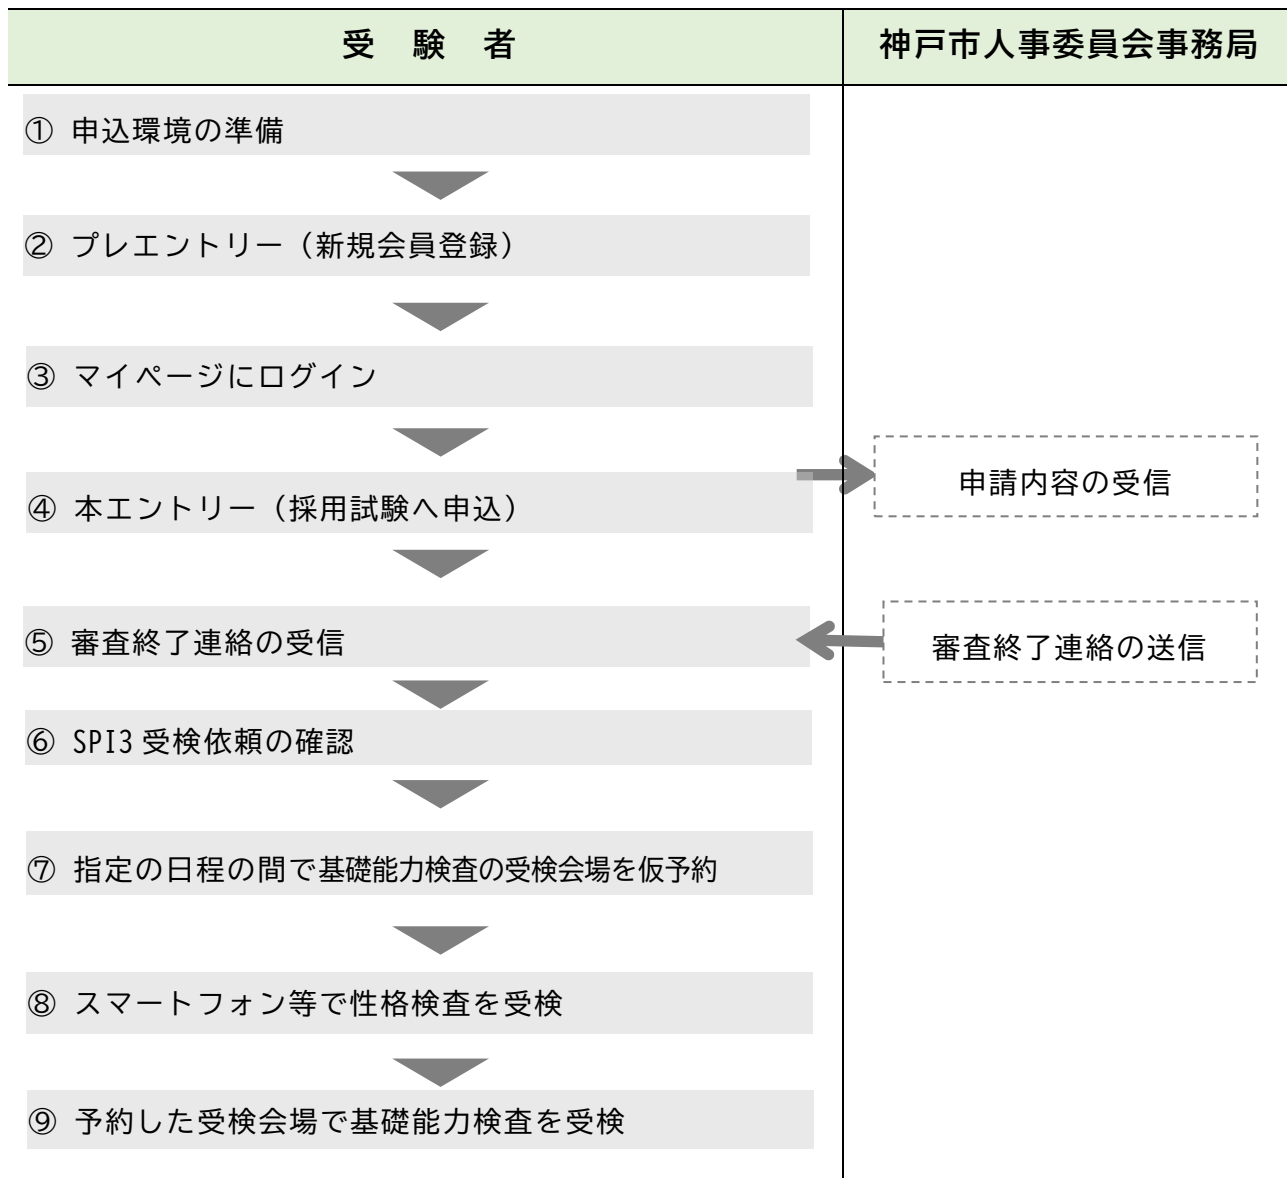 受 験 者
神戸市人事委員会事務局
① 申込環境の準備
② プレエントリー（新規会員登録）
③ マイページにログイン
④ 本エントリー（採用試験へ申込）
申請内容の受信
⑤ 審査終了連絡の受信
審査終了連絡の送信
⑥ SPI3 受検依頼の確認
⑦ 指定の日程の間で基礎能力検査の受検会場を仮予約
⑧ スマートフォン等で性格検査を受検
⑨ 予約した受検会場で基礎能力検査を受検